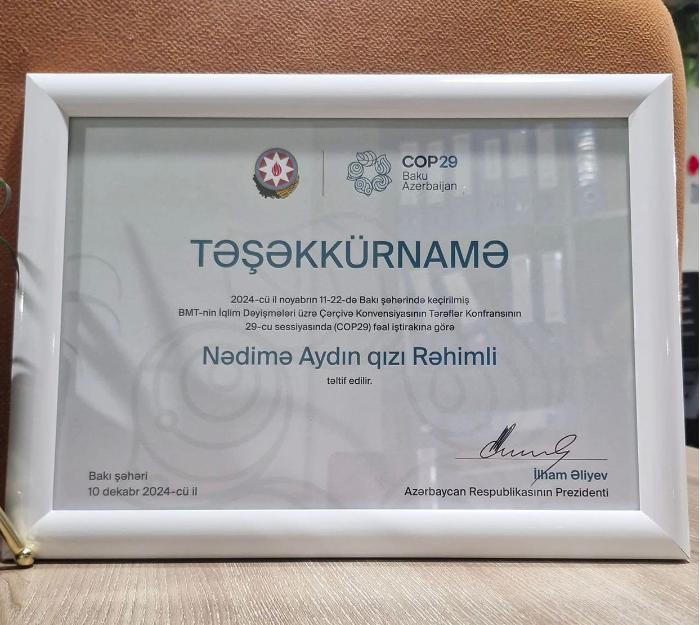 COP29
Baku
Azerbaijan
TƏŞƏKKÜRNAMƏ
2024-cü il noyabrın 11-22-də Bakı şəhərində keçirilmiş
BMT-nin İqlim Dəyişmələri üzrə Çərçivə Konvensiyasının Tərəflər Konfransının
29-cu sessiyasında (COP29) fəal iştirakına görə
Nədimə Aydın qızı Rəhimli
təltif edilir.
Bakı şəhəri
10 dekabr 2024-cü il
İlham Əliyev
Azərbaycan Respublikasının Prezidenti